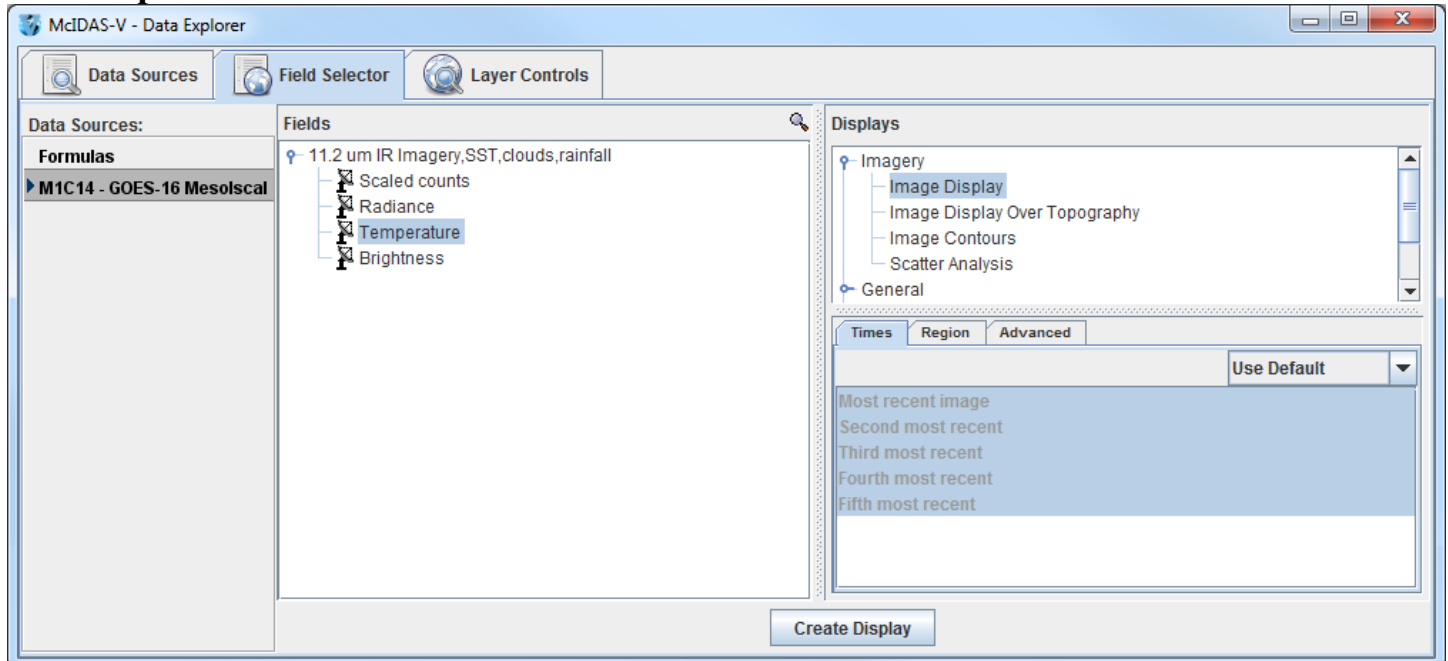 McIDAS-V - Data Explorer
Data Sources
Field Selector
Layer Controls
Data Sources:
Formulas
M1C14 - GOES-16 Mesolscal
Fields
11.2 um IR Imagery,SST,clouds,rainfall
Scaled counts
Radiance
Temperature
Brightness
Displays
Imagery
Image Display
Image Display Over Topography
Image Contours
Scatter Analysis
General
Times
Region
Advanced
Use Default
Most recent image
Second most recent
Third most recent
Fourth most recent
Fifth most recent
Create Display